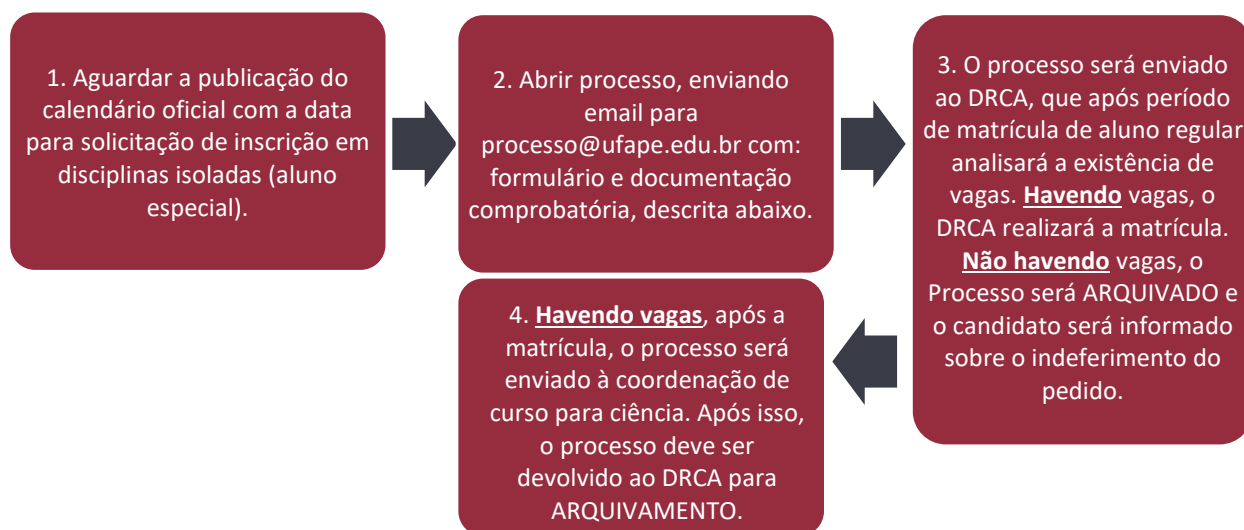 1. Aguardar a publicação do
calendário oficial com a data
para solicitação de inscrição em
disciplinas isoladas (aluno
especial).
2. Abrir processo, enviando
email para
processo@ufape.edu.br com:
formulário e documentação
comprobatória, descrita abaixo.
3. O processo será enviado
ao DRCA, que após período
de matrícula de aluno regular
analisará a existência de
vagas. Havendo vagas, o
DRCA realizará a matrícula.
Não havendo vagas, o
Processo será ARQUIVADO e
o candidato será informado
sobre o indeferimento do
pedido.
4. Havendo vagas, após a
matrícula, o processo será
enviado à coordenação de
curso para ciência. Após isso,
o processo deve ser
devolvido ao DRCA para
ARQUIVAMENTO.